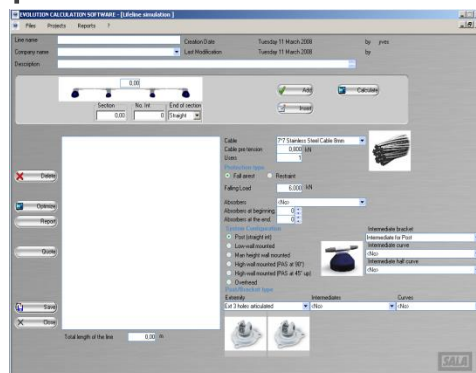 EVOLUTION CALCULATION SOFTWARE - [Lifeline simulation ]
Files Projects Reports ?
Line name Creation Date Tuesday 11 March 2008 by yves
Company name Last Modification Tuesday 11 March 2008 by
Description
0,00
Add Calculate
Section No. Int End of section
0,00 0 Straight
Insert
Cable 7*7 Stainless Steel Cable 8mm
Cable pre tension 0,800 kN
Users 1
Protection type
Fall arrest Restraint
Delete
Falling Load 6,000 kN
Absorbers <No>
Optimize
Absorbers at beginning 0
Report
Absorbers at the end 0
System Configuration Intermediate bracket
Post (straight int) Intermediate for Post
Low wall mounted Intermediate curve
Quote
Man height wall mounted <No>
High wall mounted (PAS at 90°) Intermediate half curve
High wall mounted (PAS at 45° up) <No>
Overhead
Post/Bracket type
Save
Extremity Intermediates Curves
Ext 3 holes articulated <No> <No>
Close
Total length of the line 0,00 m
SALA